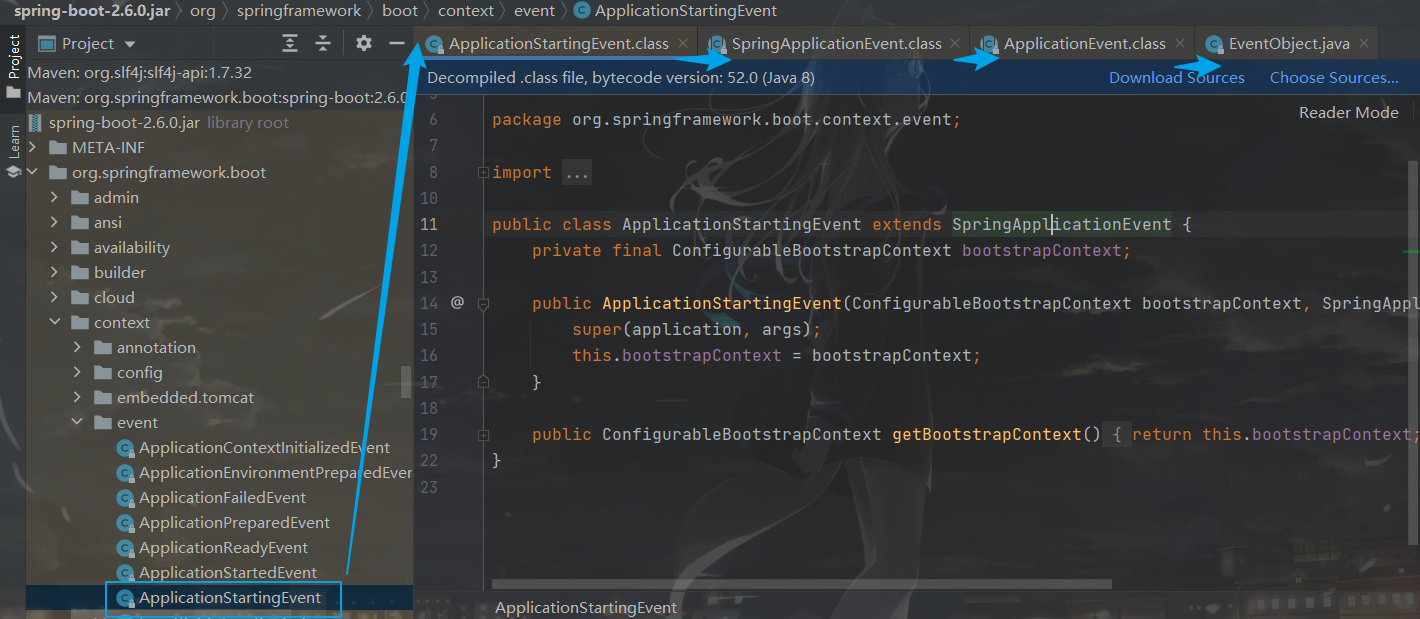 spring-boot-2.6.0.jar > org > springframework > boot > context > event > ApplicationStartingEvent
Project
Learn
Project
Maven: org.slf4j:slf4j-api:1.7.32
Maven: org.springframework.boot:spring-boot:2.6.0
spring-boot-2.6.0.jar library root
META-INF
org.springframework.boot
admin
ansi
availability
builder
cloud
context
annotation
config
embedded.tomcat
event
ApplicationContextInitializedEvent
ApplicationEnvironmentPreparedEver
ApplicationFailedEvent
ApplicationPreparedEvent
ApplicationReadyEvent
ApplicationStartedEvent
ApplicationStartingEvent
ApplicationStartingEvent.class SpringApplicationEvent.class ApplicationEvent.class EventObject.java
Decompiled .class file, bytecode version: 52.0 (Java 8) Download Sources Choose Sources...
Reader Mode
6 package org.springframework.boot.context.event;
7
8 import ...
10
11 public class ApplicationStartingEvent extends SpringApplicationEvent {
12 private final ConfigurableBootstrapContext bootstrapContext;
13
14 @ public ApplicationStartingEvent(ConfigurableBootstrapContext bootstrapContext, SpringAppl
15 super(application, args);
16 this.bootstrapContext = bootstrapContext;
17 }
18
19 public ConfigurableBootstrapContext getBootstrapContext() { return this.bootstrapContext;
22 }
23
ApplicationStartingEvent